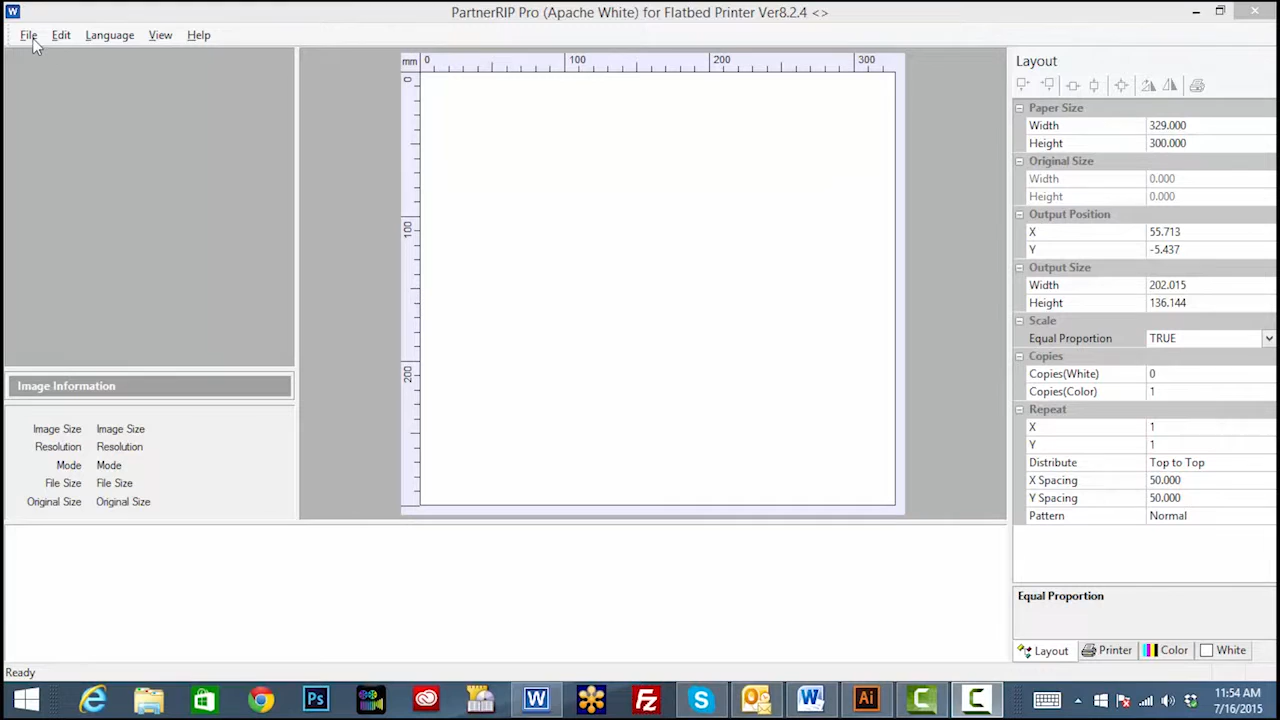 W PartnerRIP Pro (Apache White) for Flatbed Printer Ver8.2.4 <>
File Edit Language View Help
mm 0 100 200 300
0
100
200
Layout
Paper Size
Width 329.000
Height 300.000
Original Size
Width 0.000
Height 0.000
Output Position
X 55.713
Y -5.437
Output Size
Width 202.015
Height 136.144
Scale
Equal Proportion TRUE
Copies
Copies(White) 0
Copies(Color) 1
Repeat
X 1
Y 1
Distribute Top to Top
X Spacing 50.000
Y Spacing 50.000
Pattern Normal
Image Information
Image Size Image Size
Resolution Resolution
Mode Mode
File Size File Size
Original Size Original Size
Equal Proportion
Layout Printer Color White
Ready
Ps W Fz S W Ai C C
11:54 AM
7/16/2015